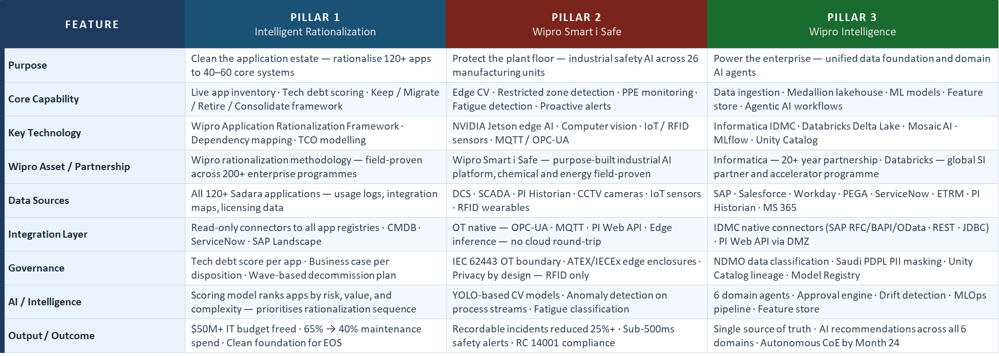 FEATURE
PILLAR 1
Intelligent Rationalization
PILLAR 2
Wipro Smart i Safe
PILLAR 3
Wipro Intelligence
Purpose
Clean the application estate — rationalise 120+ apps
to 40–60 core systems
Protect the plant floor — industrial safety AI across 26
manufacturing units
Power the enterprise — unified data foundation and domain
AI agents
Core Capability
Live app inventory · Tech debt scoring · Keep / Migrate
/ Retire / Consolidate framework
Edge CV · Restricted zone detection · PPE monitoring ·
Fatigue detection · Proactive alerts
Data ingestion · Medallion lakehouse · ML models · Feature
store · Agentic AI workflows
Key Technology
Wipro Application Rationalization Framework ·
Dependency mapping · TCO modelling
NVIDIA Jetson edge AI · Computer vision · IoT / RFID
sensors · MQTT / OPC-UA
Informatica IDMC · Databricks Delta Lake · Mosaic AI ·
MLflow · Unity Catalog
Wipro Asset / Partnership
Wipro rationalization methodology — field-proven
across 200+ enterprise programmes
Wipro Smart i Safe — purpose-built industrial AI
platform, chemical and energy field-proven
Informatica — 20+ year partnership · Databricks — global SI
partner and accelerator programme
Data Sources
All 120+ Sadara applications — usage logs, integration
maps, licensing data
DCS · SCADA · PI Historian · CCTV cameras · IoT sensors
· RFID wearables
SAP · Salesforce · Workday · PEGA · ServiceNow · ETRM · PI
Historian · MS 365
Integration Layer
Read-only connectors to all app registries · CMDB ·
ServiceNow · SAP Landscape
OT native — OPC-UA · MQTT · PI Web API · Edge
inference — no cloud round-trip
IDMC native connectors (SAP RFC/BAPI/OData · REST · JDBC)
· PI Web API via DMZ
Governance
Tech debt score per app · Business case per
disposition · Wave-based decommission plan
IEC 62443 OT boundary · ATEX/IECEx edge enclosures ·
Privacy by design — RFID only
NDMO data classification · Saudi PDPL PII masking · Unity
Catalog lineage · Model Registry
AI / Intelligence
Scoring model ranks apps by risk, value, and
complexity — prioritises rationalization sequence
YOLO-based CV models · Anomaly detection on
process streams · Fatigue classification
6 domain agents · Approval engine · Drift detection · MLOps
pipeline · Feature store
Output / Outcome
$50M+ IT budget freed · 65% → 40% maintenance
spend · Clean foundation for EOS
Recordable incidents reduced 25%+ · Sub-500ms
safety alerts · RC 14001 compliance
Single source of truth · AI recommendations across all 6
domains · Autonomous CoE by Month 24